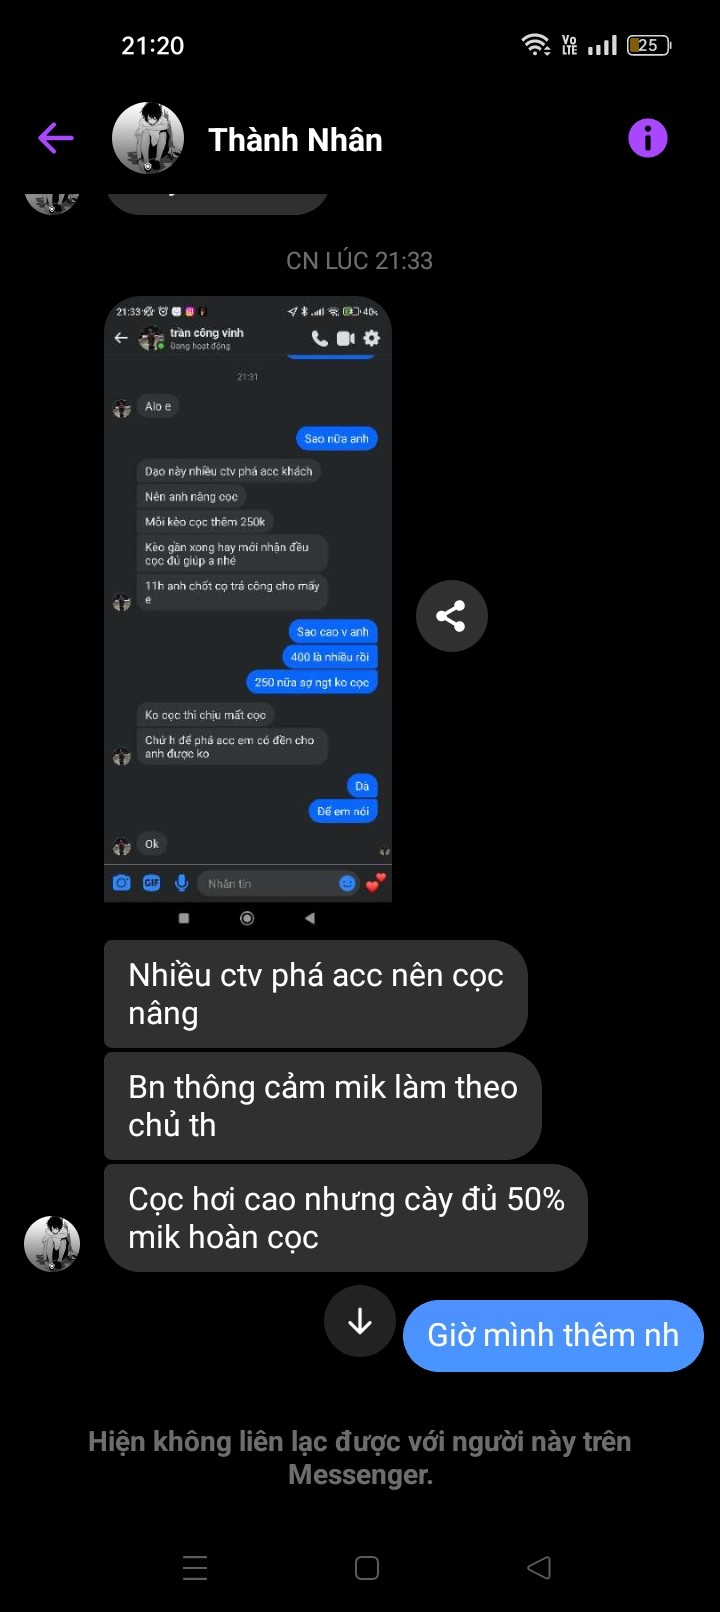 21:20
Vo
LTE
25
Thành Nhân
CN LÚC 21:33
21:33
40%
trần công vinh
Đang hoạt động
21:31
Alo e
Sao nữa anh
Dạo này nhiều ctv phá acc khách
Nên anh nâng cọc
Mỗi kèo cọc thêm 250k
Kèo gần xong hay mới nhận đều
cọc đủ giúp a nhé
11h anh chốt cọ trả công cho mấy
e
Sao cao v anh
400 là nhiều rồi
250 nữa sợ ngt ko cọc
Ko cọc thì chịu mất cọc
Chứ h để phá acc em có đền cho
anh được ko
Dà
Để em nói
Ok
GIF
Nhắn tin
Nhiều ctv phá acc nên cọc
nâng
Bn thông cảm mik làm theo
chủ th
Cọc hơi cao nhưng cày đủ 50%
mik hoàn cọc
Giờ mình thêm nh
Hiện không liên lạc được với người này trên
Messenger.